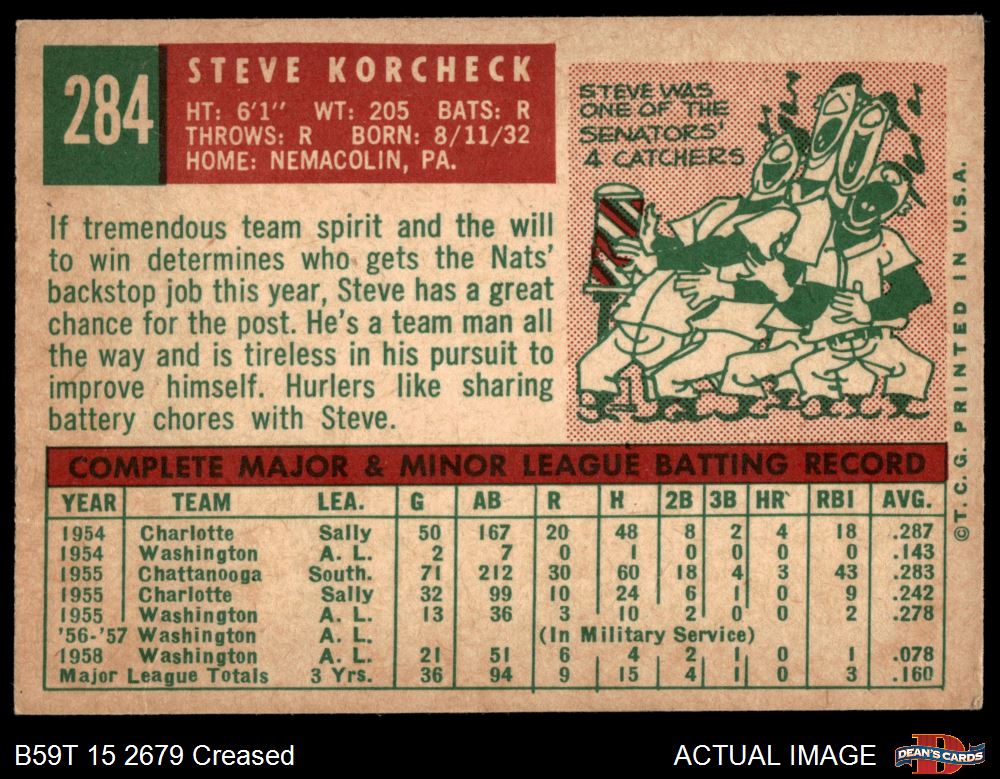 284
STEVE KORCHECK
HT: 6'1" WT: 205 BATS: R
THROWS: R BORN: 8/11/32
HOME: NEMACOLIN, PA.
STEVE WAS
ONE OF THE
SENATORS'
4 CATCHERS
If tremendous team spirit and the will
to win determines who gets the Nats'
backstop job this year, Steve has a great
chance for the post. He's a team man all
the way and is tireless in his pursuit to
improve himself. Hurlers like sharing
battery chores with Steve.
COMPLETE MAJOR & MINOR LEAGUE BATTING RECORD
YEAR TEAM LEA. G AB R H 2B 3B HR RBI AVG.
1954 Charlotte Sally 50 167 20 48 8 2 4 18 .287
1954 Washington A. L. 2 7 0 1 0 0 0 0 .143
1955 Chattanooga South. 71 212 30 60 18 4 3 43 .283
1955 Charlotte Sally 32 99 10 24 6 1 0 9 .242
1955 Washington A. L. 13 36 3 10 2 0 0 2 .278
'56-'57 Washington A. L. (In Military Service)
1958 Washington A. L. 21 51 6 4 2 1 0 1 .078
Major League Totals 3 Yrs. 36 94 9 15 4 1 0 3 .160
©T. C. G. PRINTED IN U.S.A.
B59T 15 2679 Creased
ACTUAL IMAGE
DEAN'S CARDS